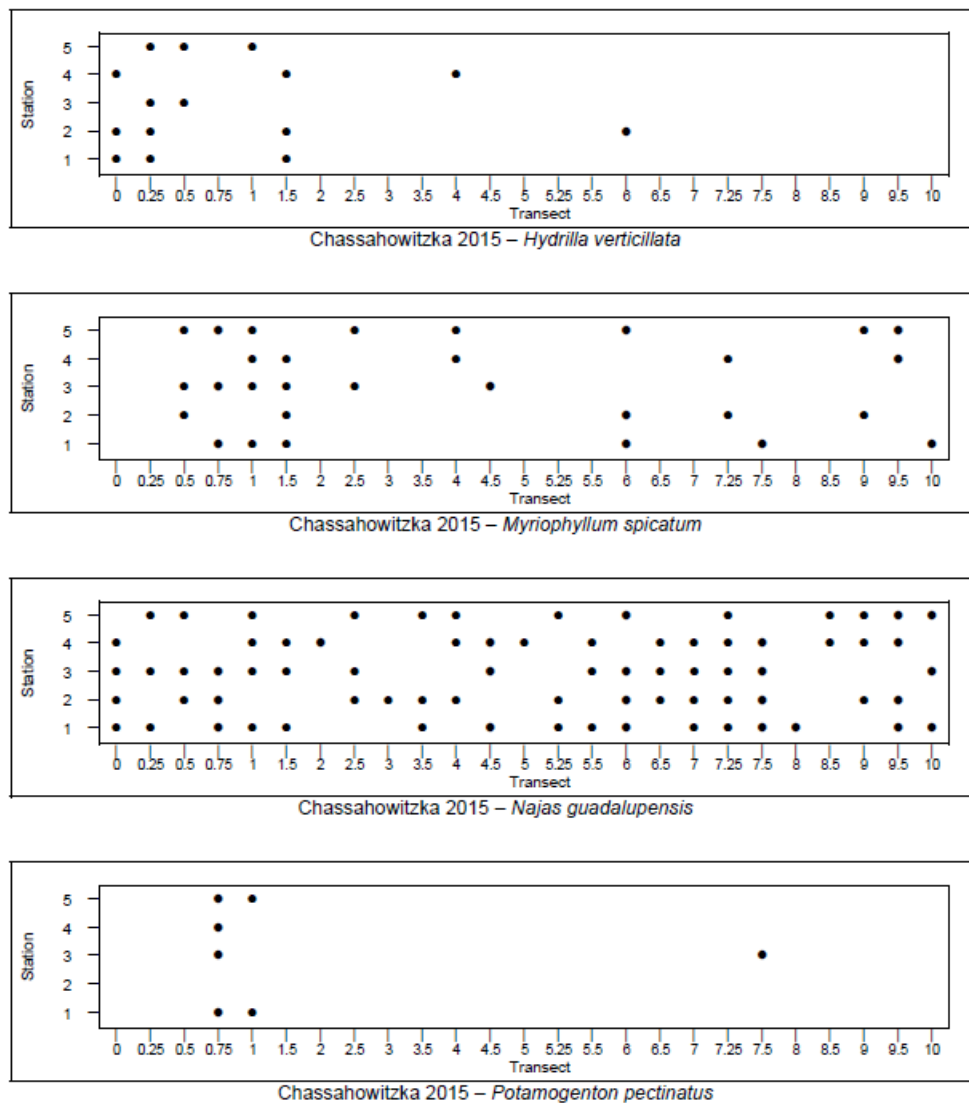 5
4
3
2
1
Station
0 0.25 0.5 0.75 1 1.5 2 2.5 3 3.5 4 4.5 5 5.25 5.5 6 6.5 7 7.25 7.5 8 8.5 9 9.5 10
Transect
Chassahowitzka 2015 – Hydrilla verticillata
5
4
3
2
1
Station
0 0.25 0.5 0.75 1 1.5 2 2.5 3 3.5 4 4.5 5 5.25 5.5 6 6.5 7 7.25 7.5 8 8.5 9 9.5 10
Transect
Chassahowitzka 2015 – Myriophyllum spicatum
5
4
3
2
1
Station
0 0.25 0.5 0.75 1 1.5 2 2.5 3 3.5 4 4.5 5 5.25 5.5 6 6.5 7 7.25 7.5 8 8.5 9 9.5 10
Transect
Chassahowitzka 2015 – Najas guadalupensis
5
4
3
2
1
Station
0 0.25 0.5 0.75 1 1.5 2 2.5 3 3.5 4 4.5 5 5.25 5.5 6 6.5 7 7.25 7.5 8 8.5 9 9.5 10
Transect
Chassahowitzka 2015 – Potamogenton pectinatus